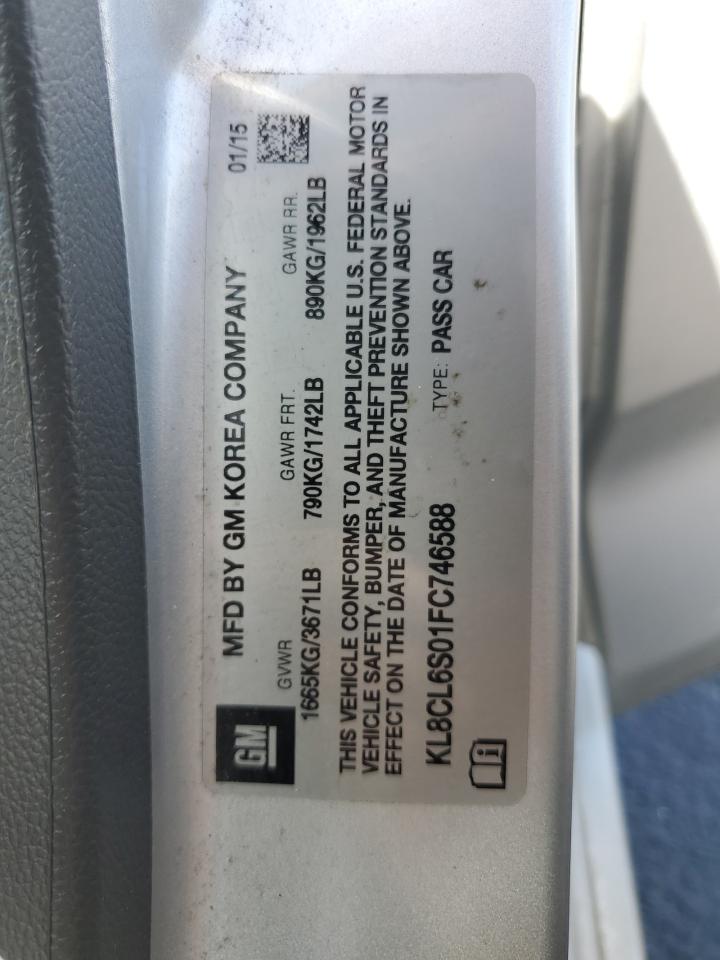 GM
MFD BY GM KOREA COMPANY
01/15
GVWR
GAWR FRT.
GAWR RR.
1665KG/3671LB
790KG/1742LB
890KG/1962LB
THIS VEHICLE CONFORMS TO ALL APPLICABLE U.S. FEDERAL MOTOR
VEHICLE SAFETY, BUMPER, AND THEFT PREVENTION STANDARDS IN
EFFECT ON THE DATE OF MANUFACTURE SHOWN ABOVE.
KL8CL6S01FC746588
TYPE: PASS CAR